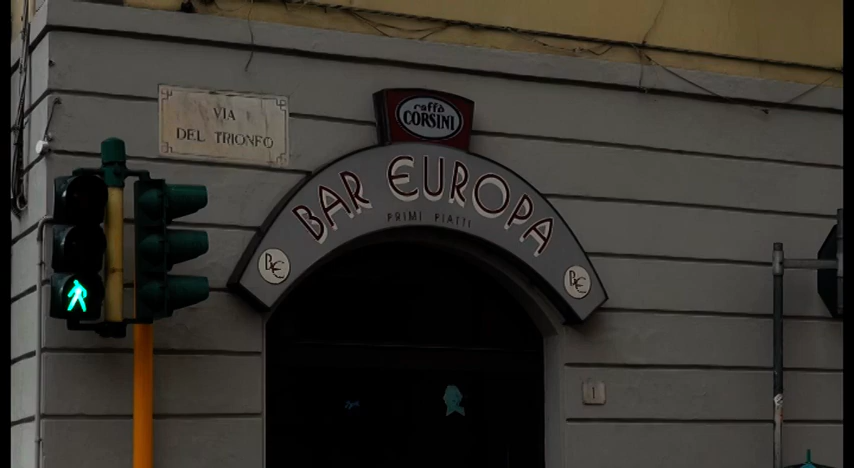 VIA
DEL TRIONFO
caffè
CORSINI
BAR EUROPA
PRIMI PIATTI
BE
BE
1